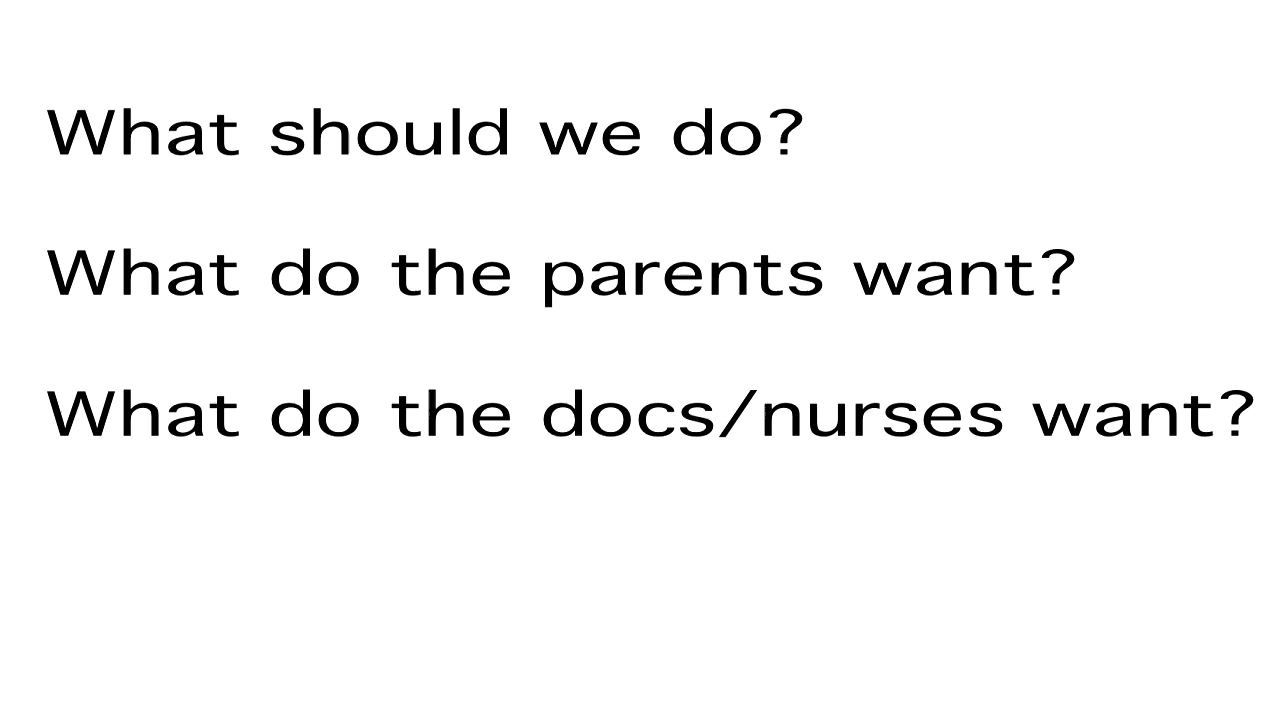 What should we do?
What do the parents want?
What do the docs/nurses want?